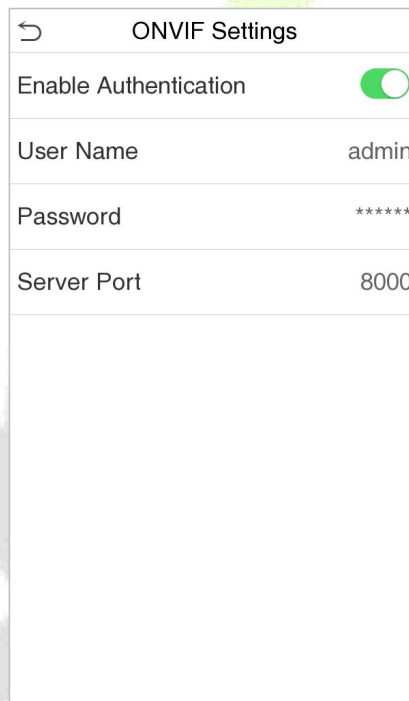 ONVIF Settings
Enable Authentication
User Name admin
Password ******
Server Port 8000